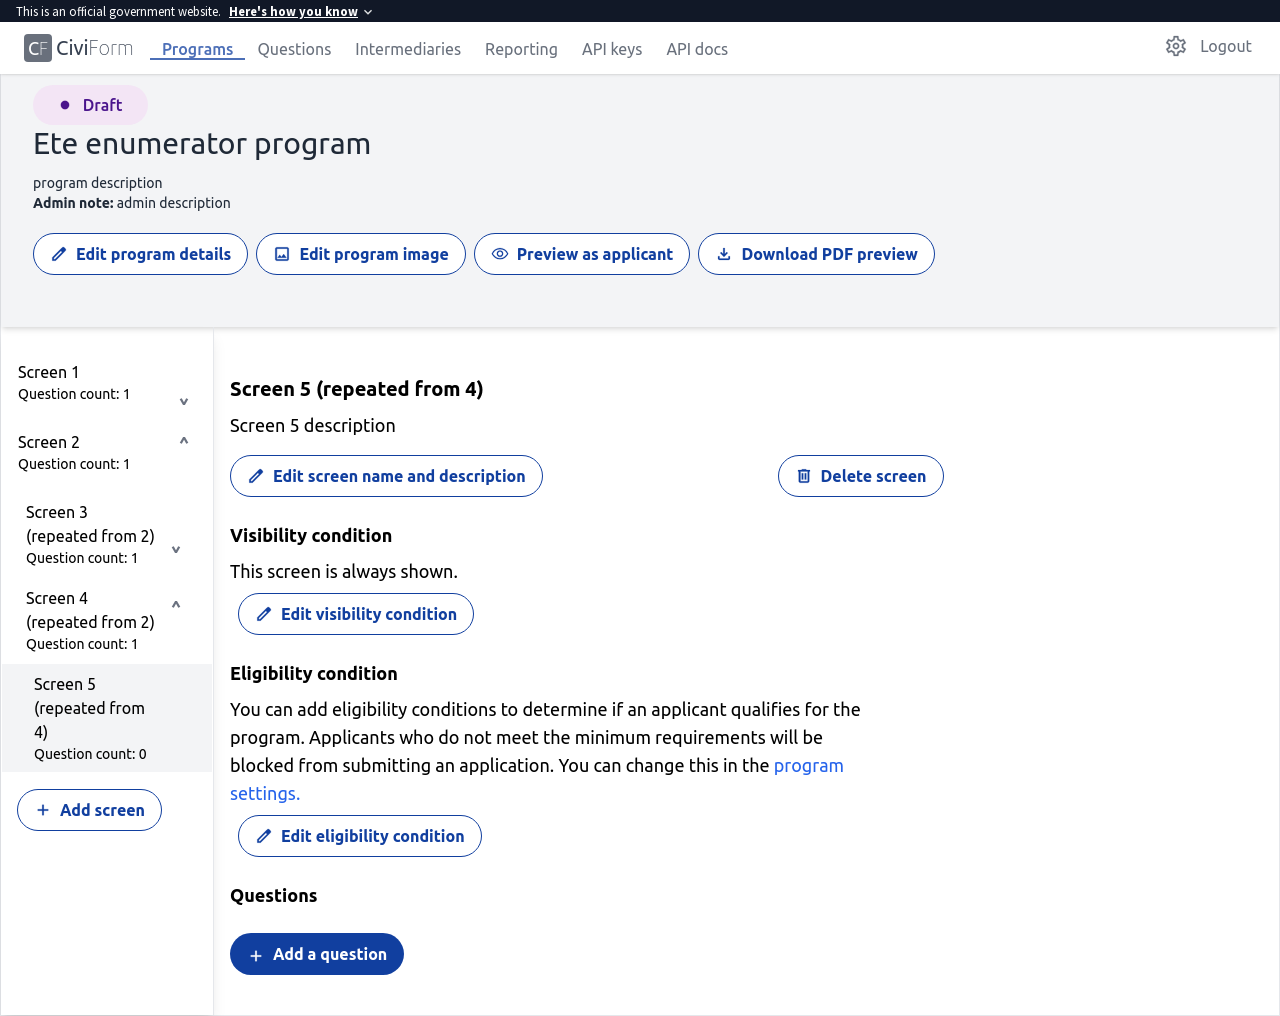 This is an official government website. Here's how you know
CF CiviForm Programs Questions Intermediaries Reporting API keys API docs Logout
Draft
Ete enumerator program
program description
Admin note: admin description
Edit program details Edit program image Preview as applicant Download PDF preview
Screen 1
Question count: 1
Screen 2
Question count: 1
Screen 3
(repeated from 2)
Question count: 1
Screen 4
(repeated from 2)
Question count: 1
Screen 5
(repeated from
4)
Question count: 0
Add screen
Screen 5 (repeated from 4)
Screen 5 description
Edit screen name and description Delete screen
Visibility condition
This screen is always shown.
Edit visibility condition
Eligibility condition
You can add eligibility conditions to determine if an applicant qualifies for the
program. Applicants who do not meet the minimum requirements will be
blocked from submitting an application. You can change this in the program
settings.
Edit eligibility condition
Questions
Add a question